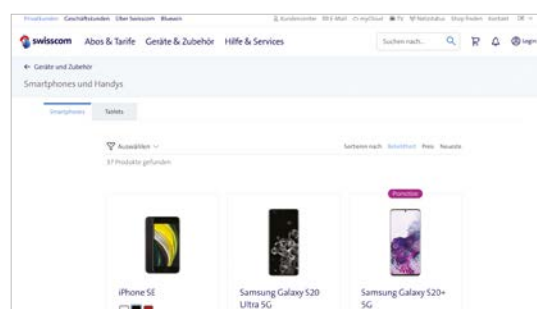 Privatkunden Geschäftskunden Über Swisscom Bluewin Kundencenter E-Mail myCloud TV Netzstatus Shop finden Kontakt DE
swisscom Abos & Tarife Geräte & Zubehör Hilfe & Services Suchen nach... Login
← Geräte und Zubehör
Smartphones und Handys
Smartphones Tablets
Auswählen Sortieren nach Beliebtheit Preis Neueste
37 Produkte gefunden
Promotion
iPhone SE Samsung Galaxy S20 Samsung Galaxy S20+
Ultra 5G 5G